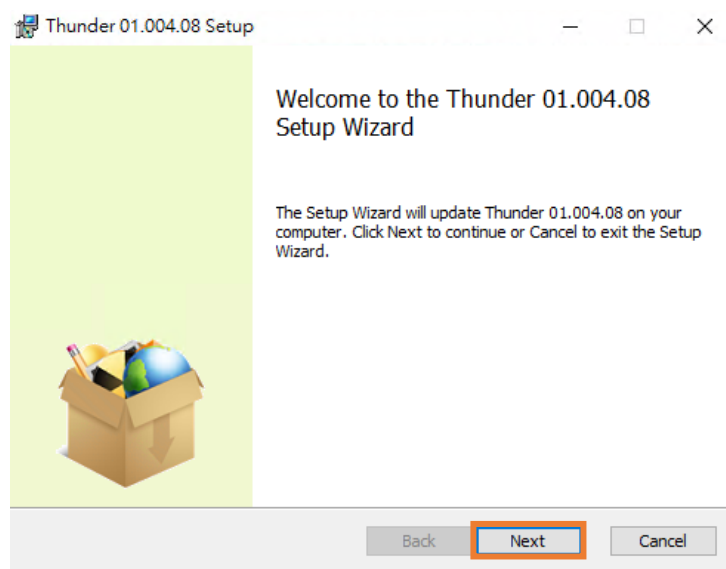 Thunder 01.004.08 Setup
Welcome to the Thunder 01.004.08
Setup Wizard
The Setup Wizard will update Thunder 01.004.08 on your
computer. Click Next to continue or Cancel to exit the Setup
Wizard.
Back Next Cancel